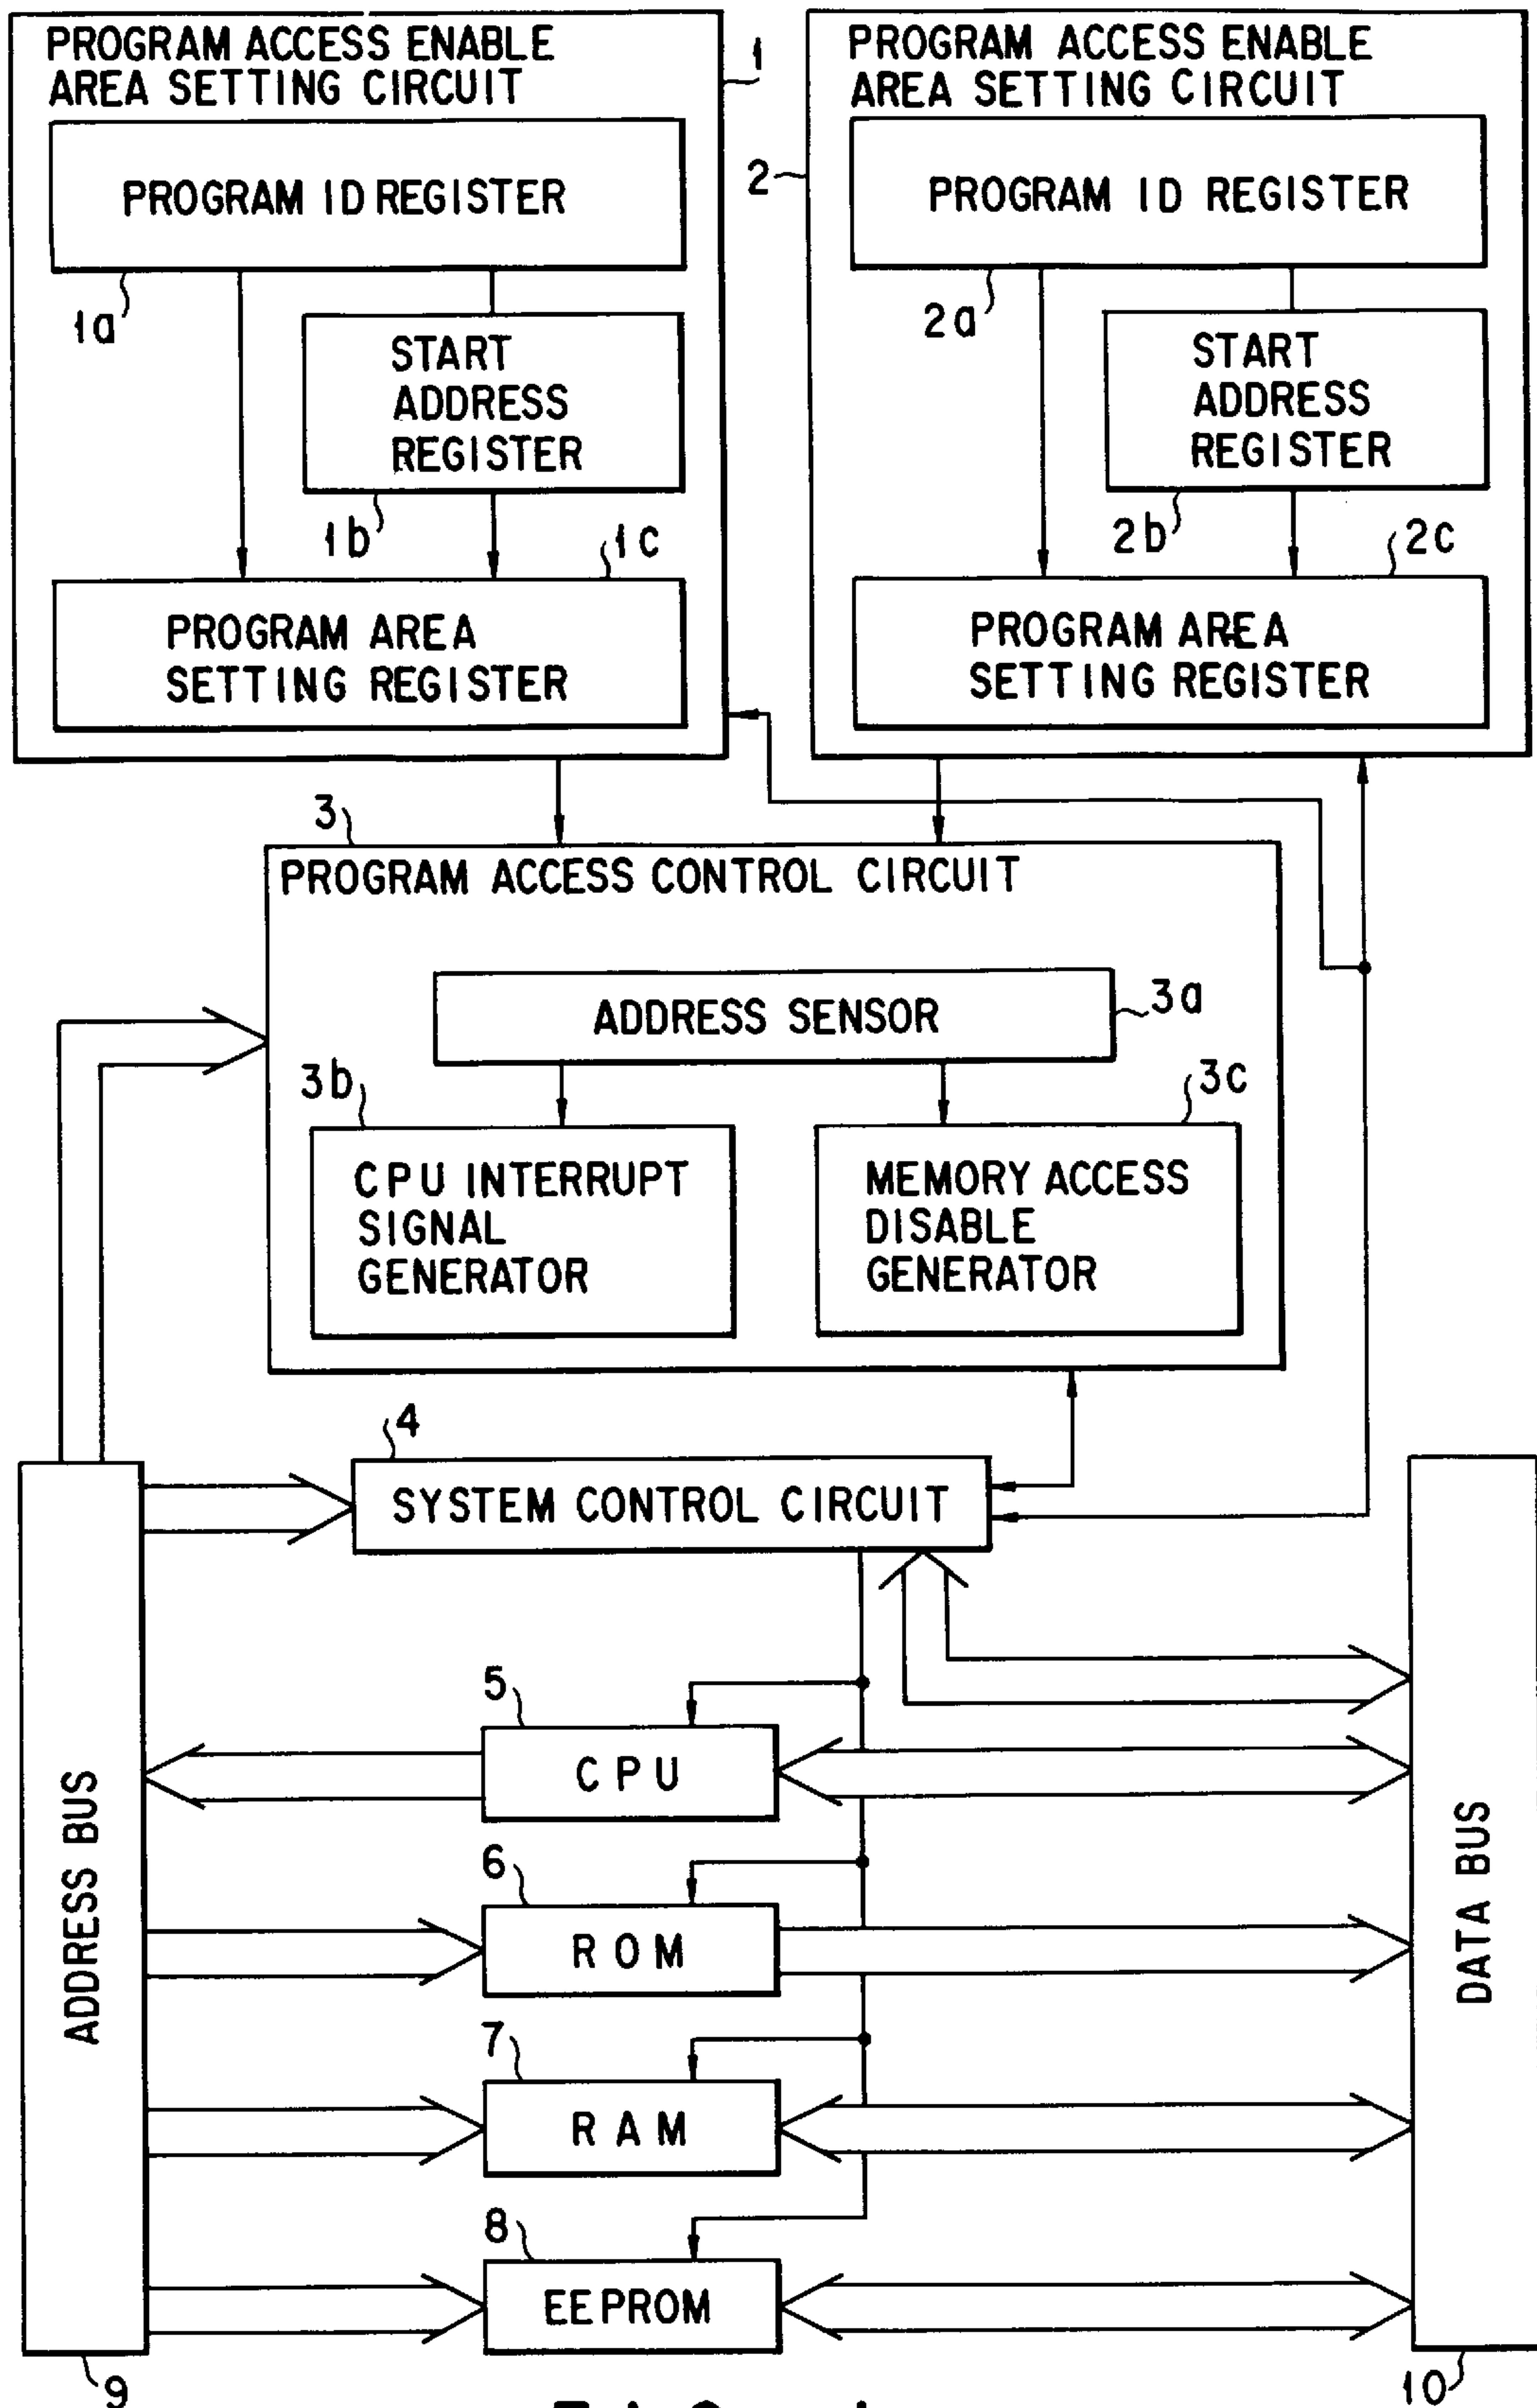 PROGRAM ACCESS ENABLE
AREA SETTING CIRCUIT
1
PROGRAM ID REGISTER
1a
START
ADDRESS
REGISTER
1b
1c
PROGRAM AREA
SETTING REGISTER
PROGRAM ACCESS ENABLE
AREA SETTING CIRCUIT
2
PROGRAM ID REGISTER
2a
START
ADDRESS
REGISTER
2b
2c
PROGRAM AREA
SETTING REGISTER
3
PROGRAM ACCESS CONTROL CIRCUIT
ADDRESS SENSOR
3a
3b
CPU INTERRUPT
SIGNAL
GENERATOR
3c
MEMORY ACCESS
DISABLE
GENERATOR
4
SYSTEM CONTROL CIRCUIT
5
CPU
6
ROM
7
RAM
8
EEPROM
ADDRESS BUS
9
DATA BUS
10